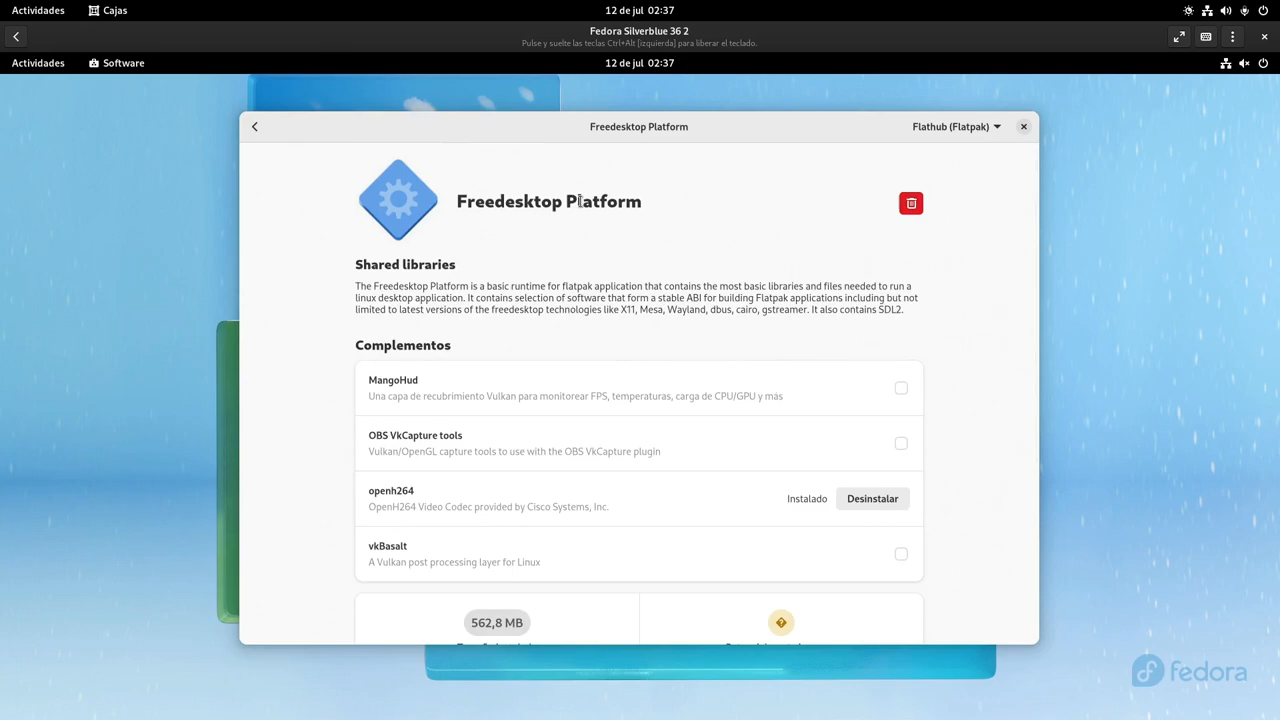 Actividades Cajas 12 de jul 02:37
Fedora Silverblue 36 2
Pulse y suelte las teclas Ctrl+Alt [izquierda] para liberar el teclado.
Actividades Software 12 de jul 02:37
Freedesktop Platform Flathub (Flatpak)
Freedesktop Platform
Shared libraries
The Freedesktop Platform is a basic runtime for flatpak application that contains the most basic libraries and files needed to run a
linux desktop application. It contains selection of software that form a stable ABI for building Flatpak applications including but not
limited to latest versions of the freedesktop technologies like X11, Mesa, Wayland, dbus, cairo, gstreamer. It also contains SDL2.
Complementos
MangoHud
Una capa de recubrimiento Vulkan para monitorear FPS, temperaturas, carga de CPU/GPU y más
OBS VkCapture tools
Vulkan/OpenGL capture tools to use with the OBS VkCapture plugin
openh264
OpenH264 Video Codec provided by Cisco Systems, Inc.
Instalado Desinstalar
vkBasalt
A Vulkan post processing layer for Linux
562,8 MB
fedora